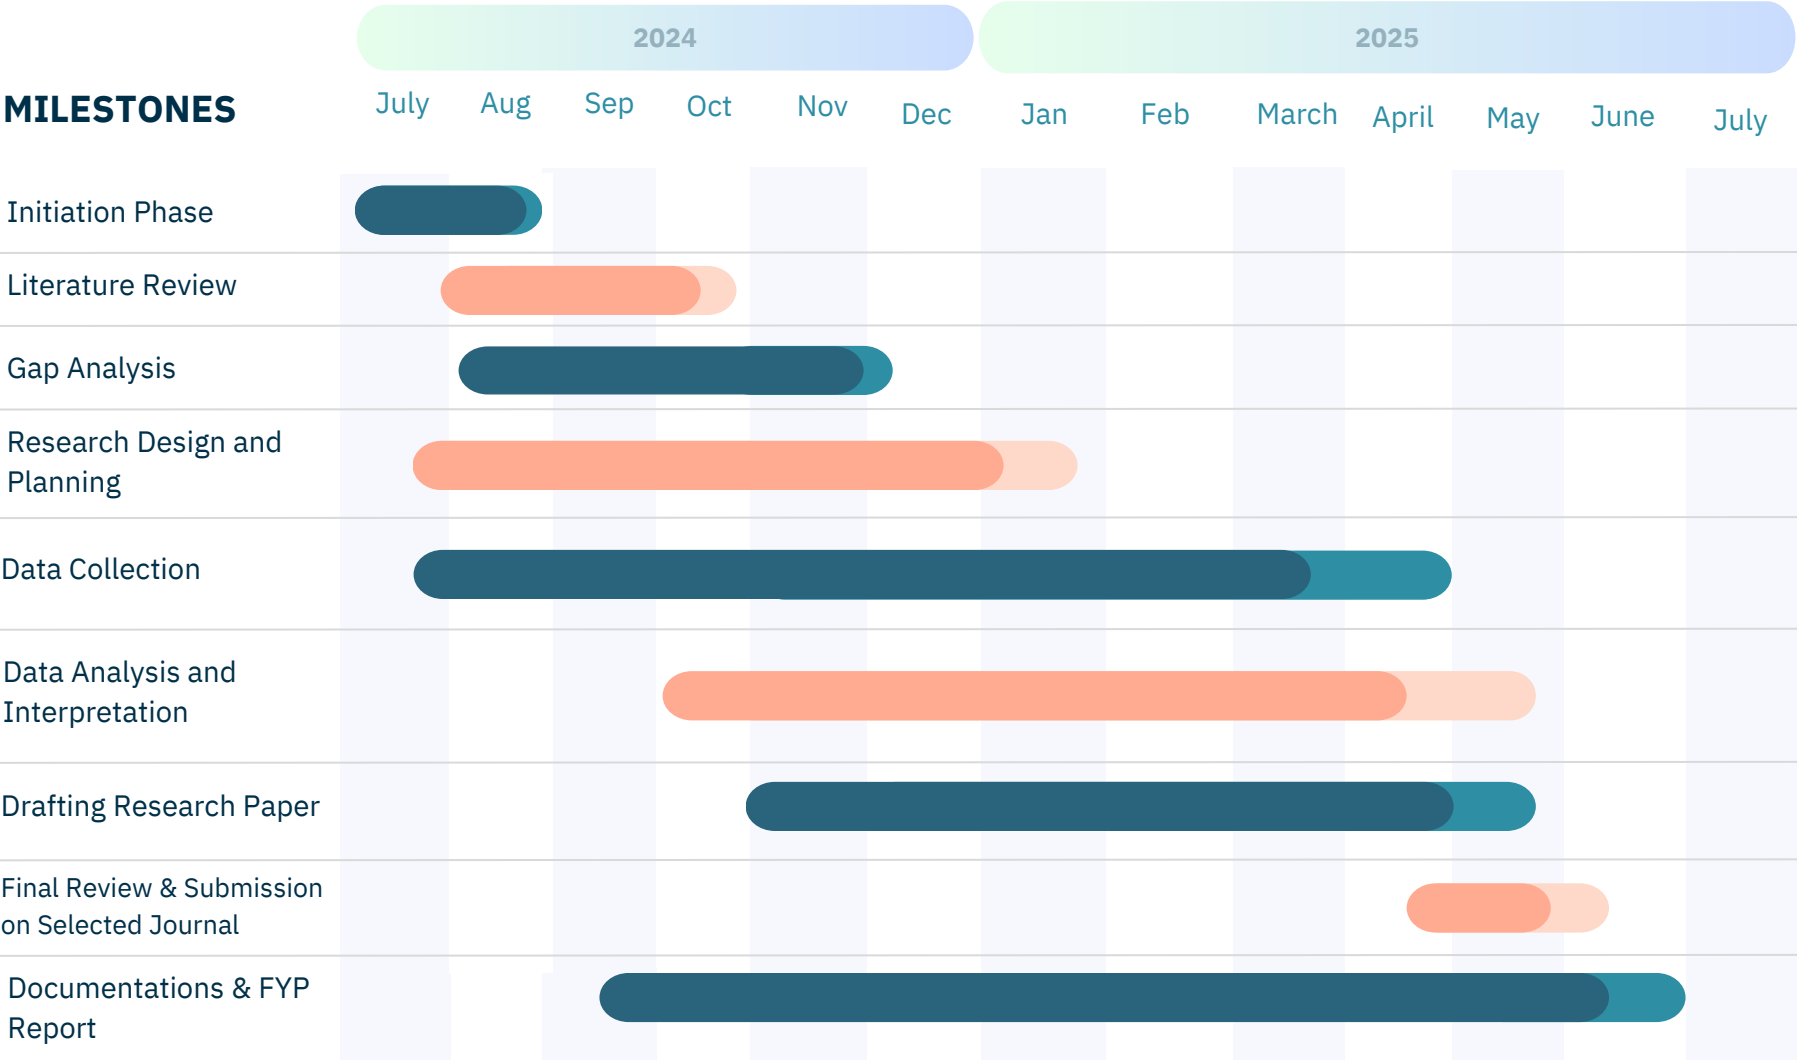 2024
2025
MILESTONES
July Aug Sep Oct Nov Dec Jan Feb March April May June July
Initiation Phase
Literature Review
Gap Analysis
Research Design and
Planning
Data Collection
Data Analysis and
Interpretation
Drafting Research Paper
Final Review & Submission
on Selected Journal
Documentations & FYP
Report